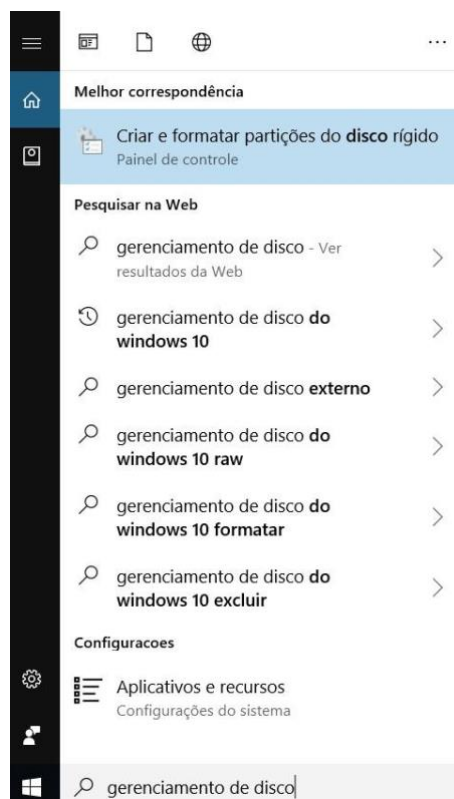 Melhor correspondência
Criar e formatar partições do disco rígido
Painel de controle
Pesquisar na Web
gerenciamento de disco - Ver
resultados da Web
gerenciamento de disco do
windows 10
gerenciamento de disco externo
gerenciamento de disco do
windows 10 raw
gerenciamento de disco do
windows 10 formatar
gerenciamento de disco do
windows 10 excluir
Configuracoes
Aplicativos e recursos
Configurações do sistema
gerenciamento de disco